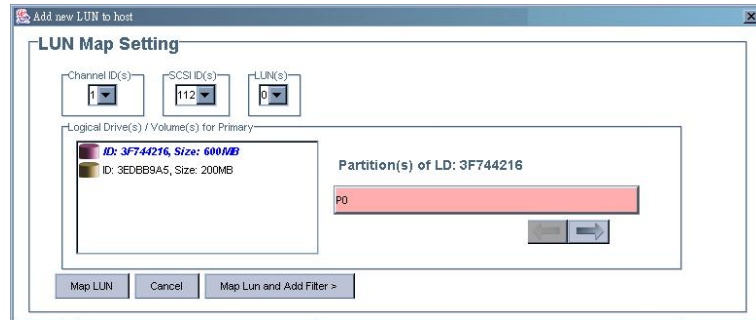 Add new LUN to host
LUN Map Setting
Channel ID(s)
SCSI ID(s)
LUN(s)
1
112
0
Logical Drive(s) / Volume(s) for Primary
ID: 3F744216, Size: 600MB
ID: 3EDBB9A5, Size: 200MB
Partition(s) of LD: 3F744216
P0
Map LUN
Cancel
Map Lun and Add Filter >